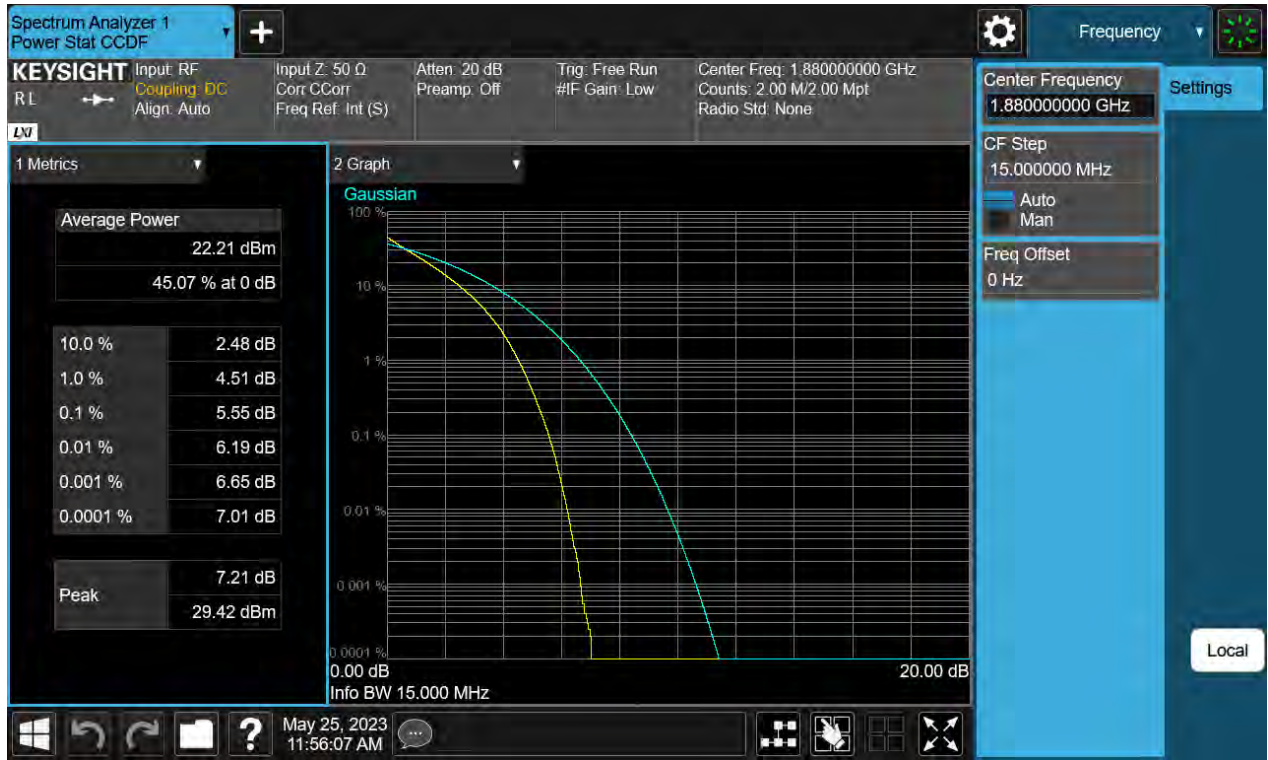 Spectrum Analyzer 1
Power Stat CCDF
+
Frequency
KEYSIGHT
RL
LXI
Input: RF
Coupling: DC
Align: Auto
Input Z: 50 Ω
Corr CCorr
Freq Ref: Int (S)
Atten: 20 dB
Preamp: Off
Trig: Free Run
#IF Gain: Low
Center Freq: 1.880000000 GHz
Counts: 2.00 M/2.00 Mpt
Radio Std: None
Center Frequency
1.880000000 GHz
Settings
CF Step
15.000000 MHz
Auto
Man
Freq Offset
0 Hz
1 Metrics
Average Power
22.21 dBm
45.07 % at 0 dB
10.0 % 2.48 dB
1.0 % 4.51 dB
0.1 % 5.55 dB
0.01 % 6.19 dB
0.001 % 6.65 dB
0.0001 % 7.01 dB
Peak
7.21 dB
29.42 dBm
2 Graph
Gaussian
100 %
10 %
1 %
0.1 %
0.01 %
0.001 %
0.0001 %
0.00 dB
20.00 dB
Info BW 15.000 MHz
Local
?
May 25, 2023
11:56:07 AM